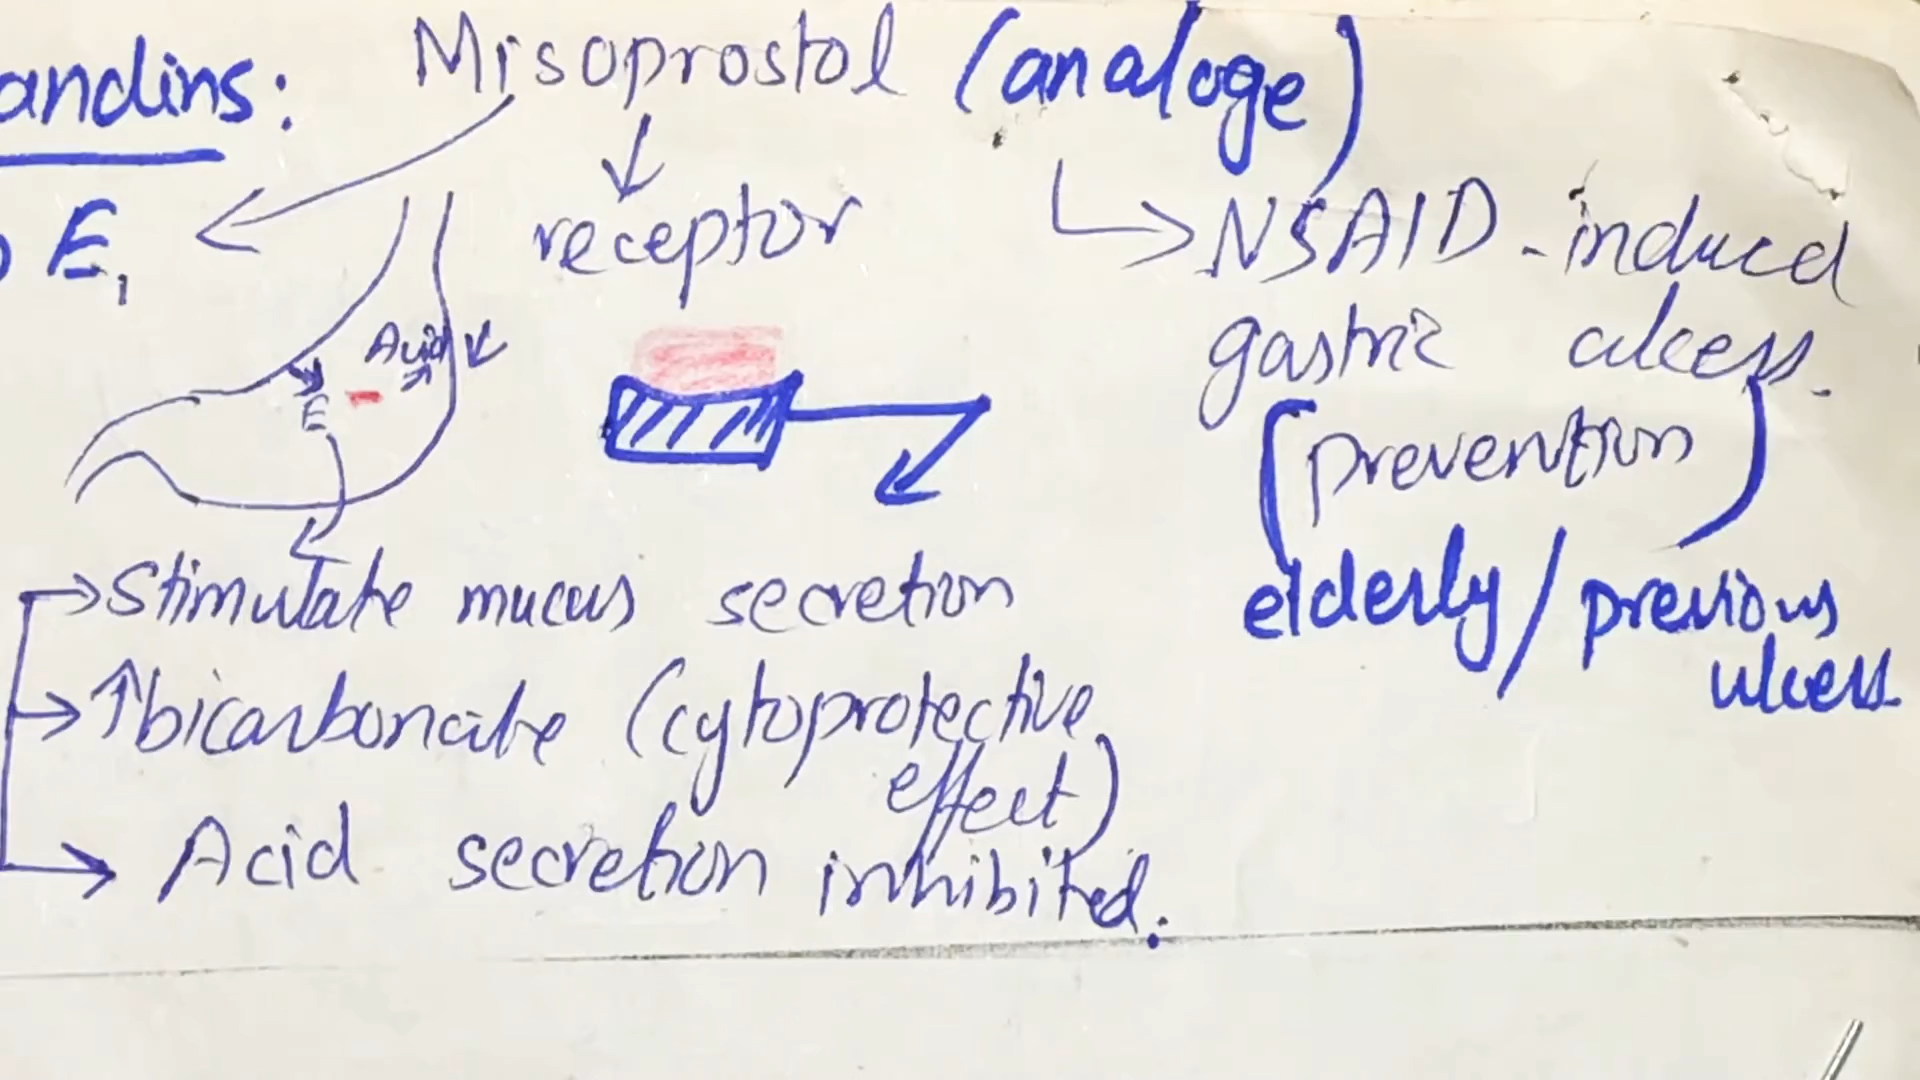 andins: Misoprostol (analoge)
E₁
receptor
NSAID-induced
gastric ulcers.
(prevention)
elderly/previous
ulcers
Acid ↓
E
→ Stimulate mucus secretion
→ ↑bicarbonate (cytoprotective
effect)
→ Acid secretion inhibited.